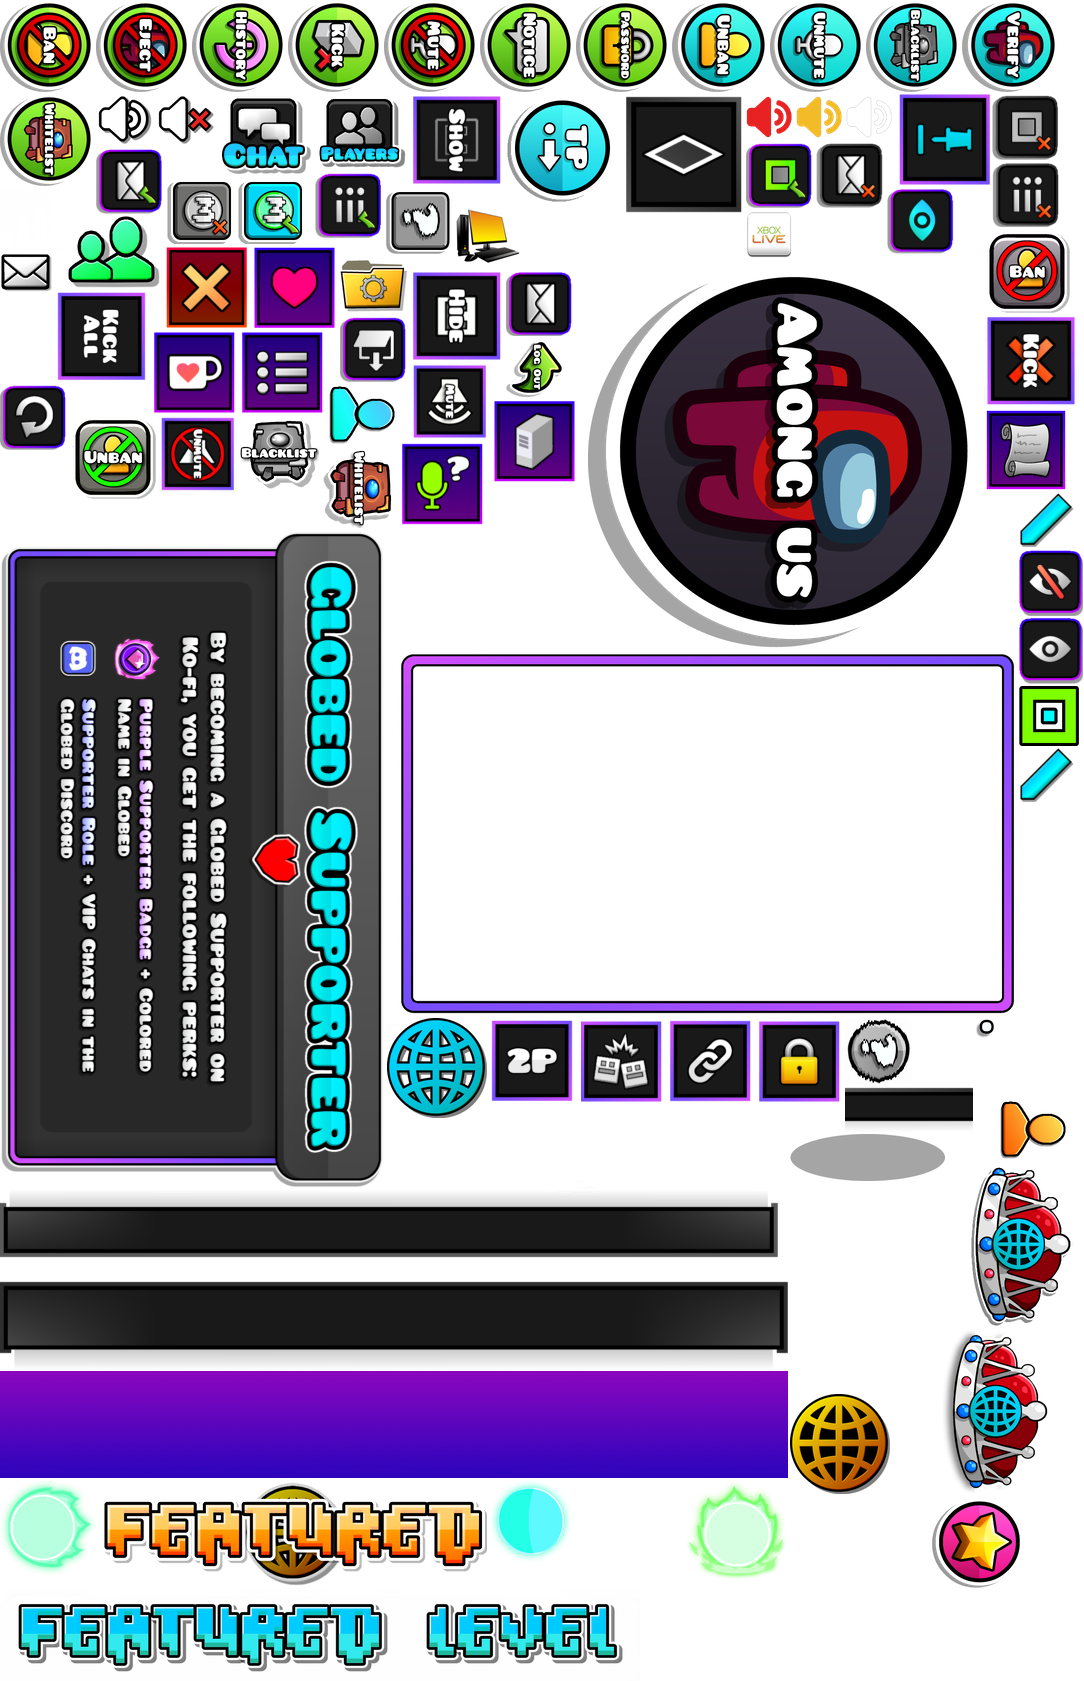 BAN
EJECT
HISTORY
KICK
MUTE
NOTICE
PASSWORD
UNBAN
UNMUTE
BLACKLIST
VERIFY
WHITELIST
CHAT
PLAYERS
SHOW
TP
XBOX
LIVE
BAN
KICK
ALL
HIDE
LOG OUT
KICK
MUTE
UNBAN
UNMUTE
BLACKLIST
WHITELIST
?
AMONG US
GLOBED SUPPORTER
BY BECOMING A GLOBED SUPPORTER ON
KO-FI, YOU GET THE FOLLOWING PERKS:
PURPLE SUPPORTER BADGE + COLORED
NAME IN GLOBED
SUPPORTER ROLE + VIP CHATS IN THE
GLOBED DISCORD
2P
FEATURED
FEATURED LEVEL